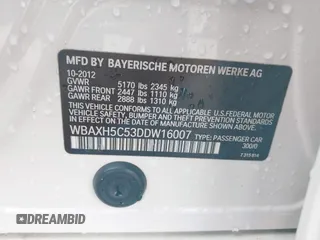 MFD BY BAYERISCHE MOTOREN WERKE AG
10-2012
GVWR 5170 lbs 2345 kg
GAWR FRONT 2447 lbs 1110 kg
GAWR REAR 2888 lbs 1310 kg
THIS VEHICLE CONFORMS TO ALL APPLICABLE U.S. FEDERAL MOTOR
VEHICLE SAFETY, BUMPER, AND THEFT PREVENTION STANDARDS
IN EFFECT ON THE DATE OF MANUFACTURE SHOWN ABOVE.
WBAXH5C53DDW16007 TYPE: PASSENGER CAR
300/0
DREAMBID